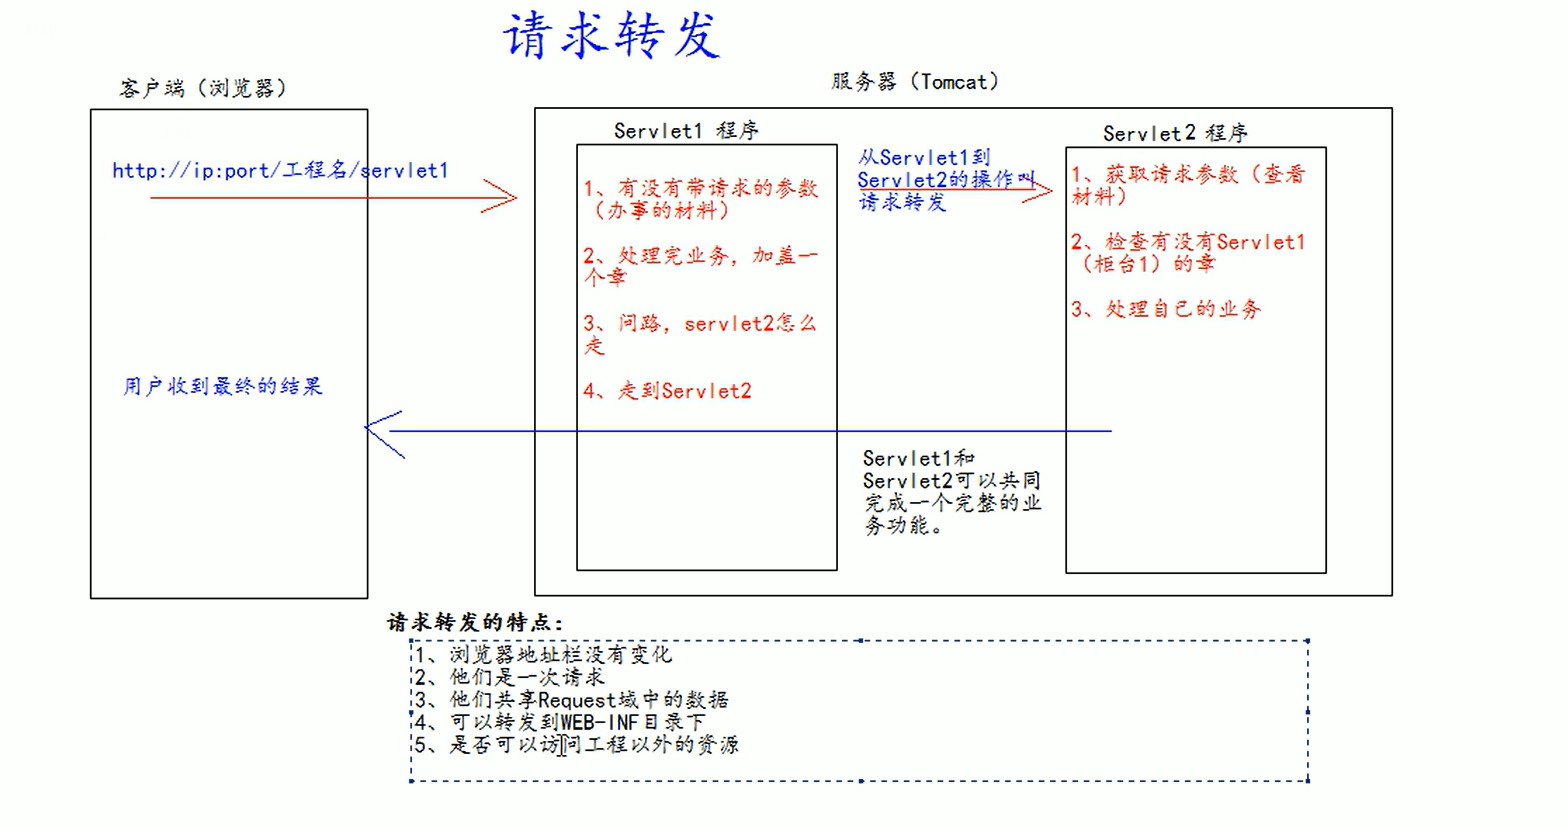 请求转发
客户端（浏览器）
服务器（Tomcat）
http://ip:port/工程名/servlet1
用户收到最终的结果
Servlet1 程序
1、有没有带请求的参数
（办事的材料）
2、处理完业务，加盖一
个章
3、问路，servlet2怎么
走
4、走到Servlet2
从Servlet1到
Servlet2的操作叫
请求转发
Servlet2 程序
1、获取请求参数（查看
材料）
2、检查有没有Servlet1
（柜台1）的章
3、处理自己的业务
Servlet1和
Servlet2可以共同
完成一个完整的业
务功能。
请求转发的特点：
1、浏览器地址栏没有变化
2、他们是一次请求
3、他们共享Request域中的数据
4、可以转发到WEB-INF目录下
5、是否可以访问工程以外的资源